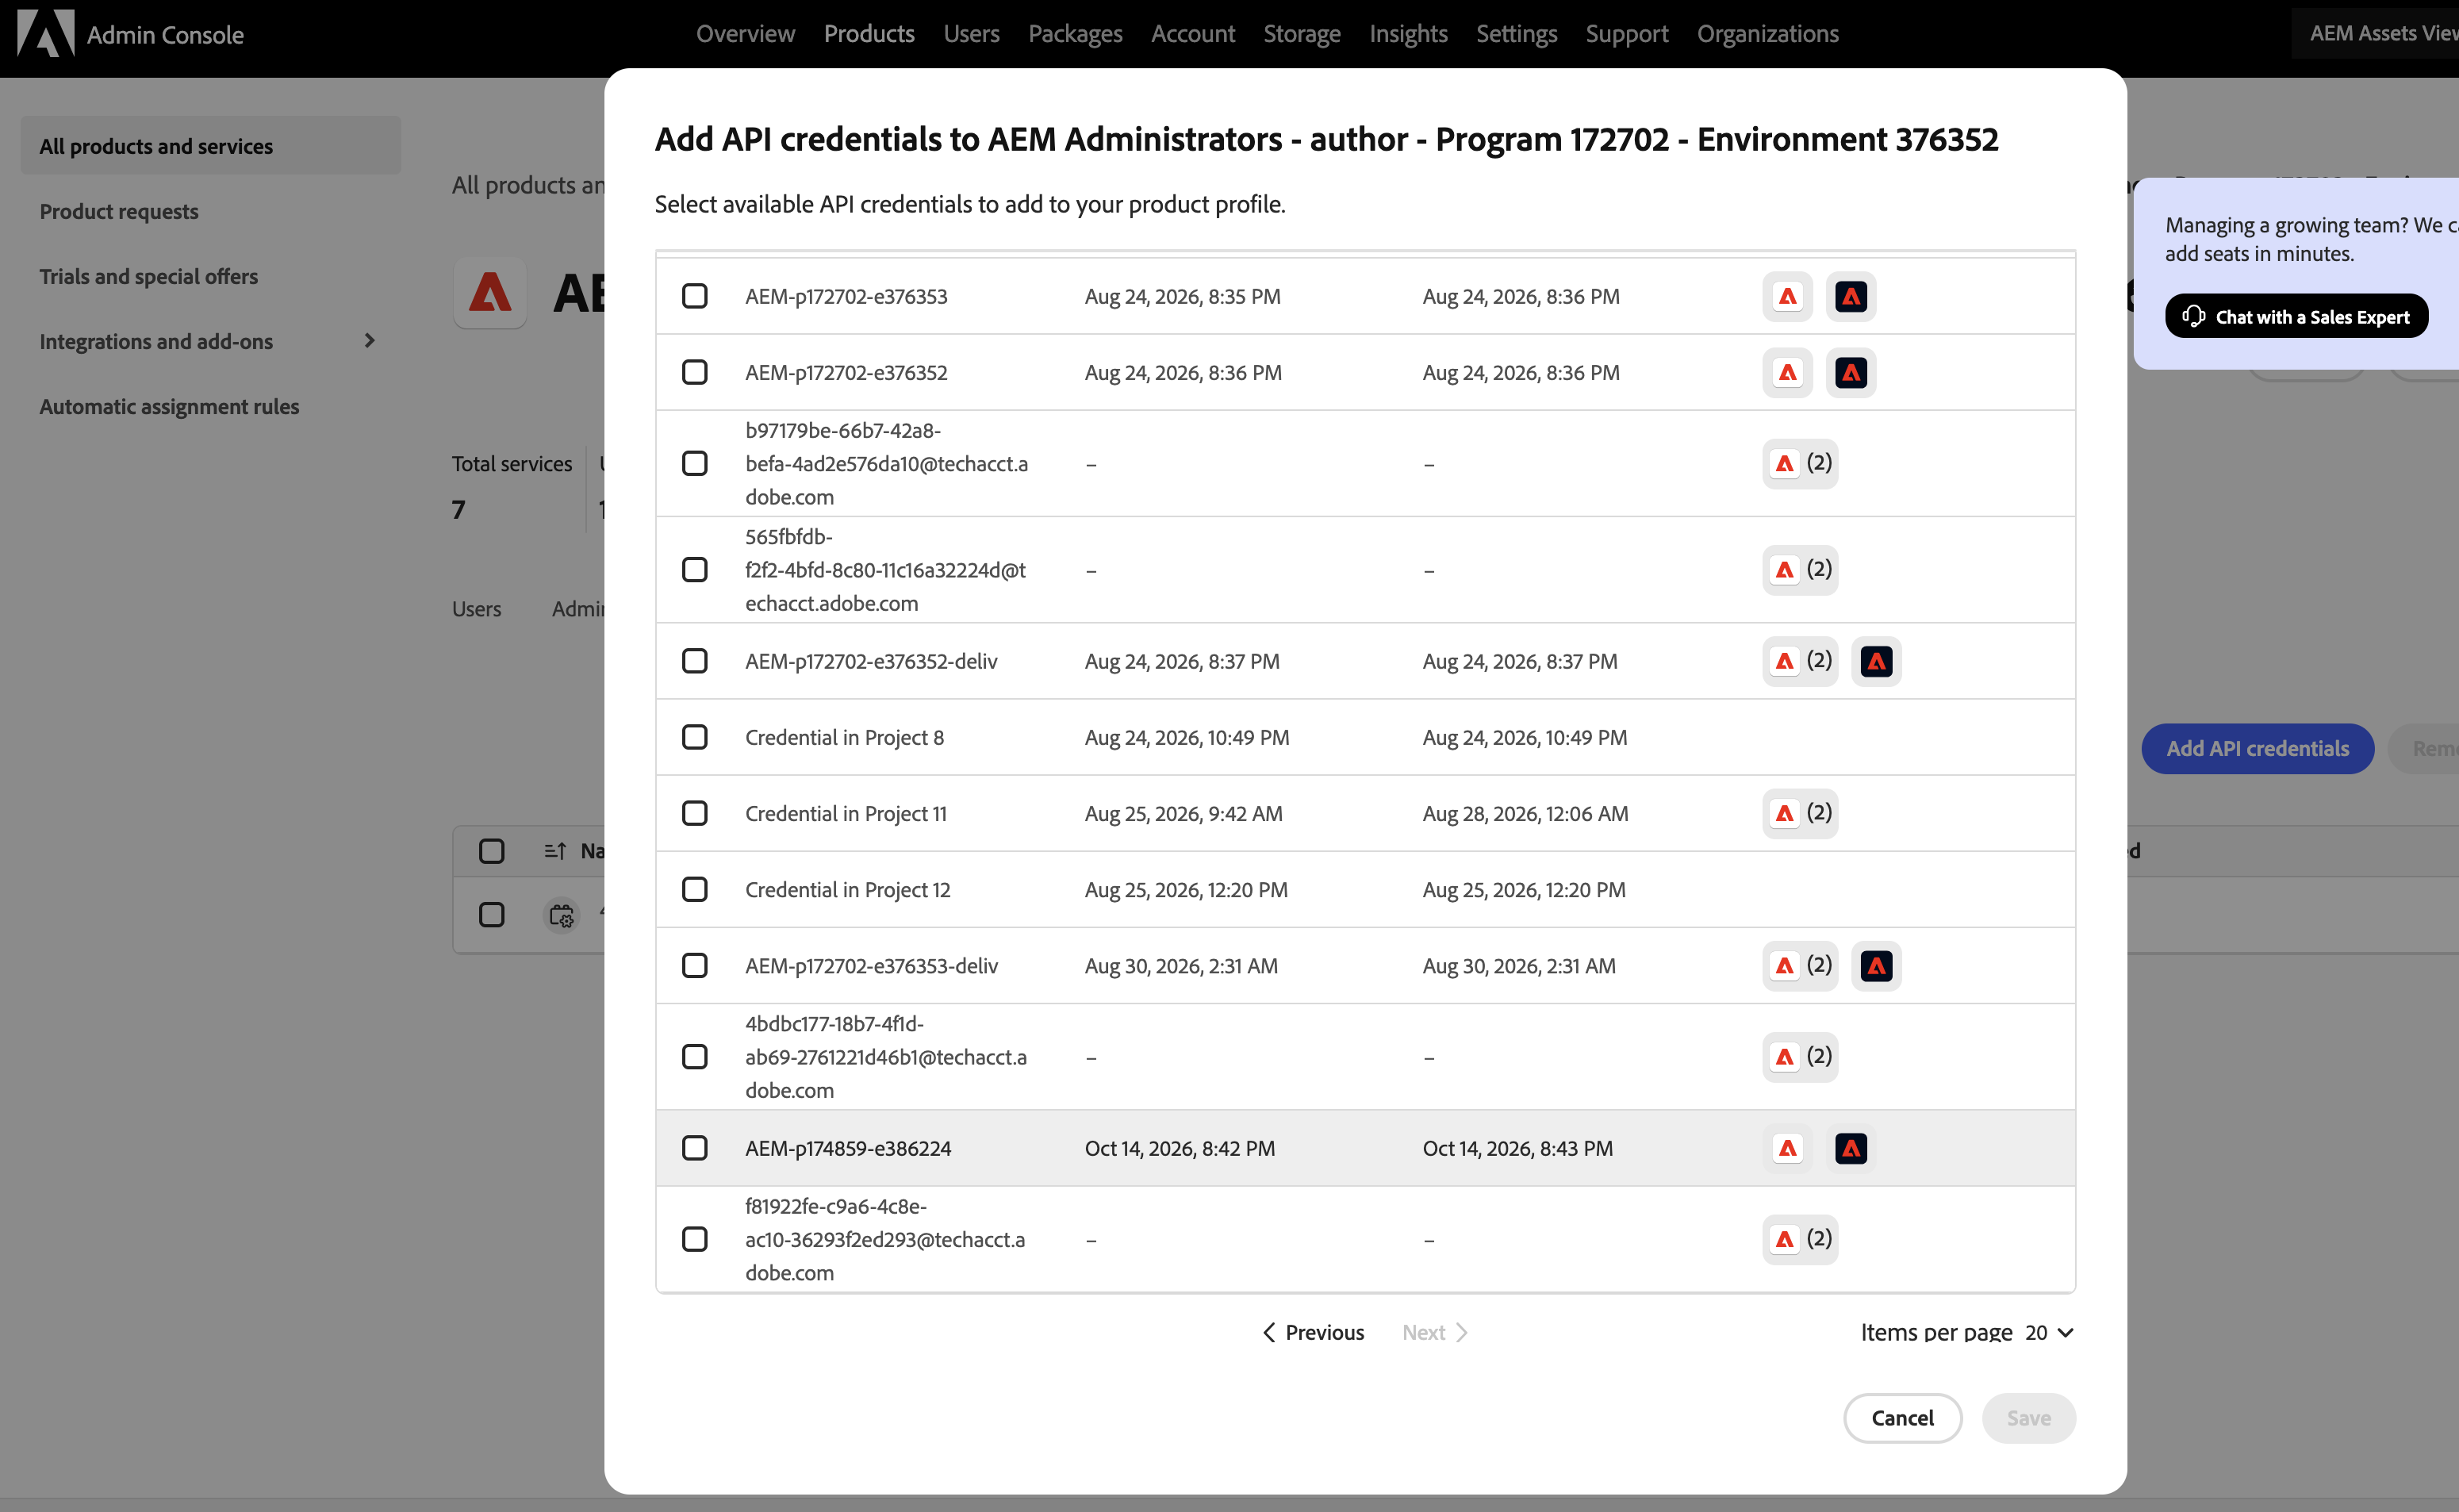 Admin Console
Overview Products Users Packages Account Storage Insights Settings Support Organizations
AEM Assets View
All products and services
Product requests
Trials and special offers
Integrations and add-ons
Automatic assignment rules
All products an
AE
Total services
7
Users Admin
Na
Add API credentials to AEM Administrators - author - Program 172702 - Environment 376352
Select available API credentials to add to your product profile.
AEM-p172702-e376353 Aug 24, 2026, 8:35 PM Aug 24, 2026, 8:36 PM
AEM-p172702-e376352 Aug 24, 2026, 8:36 PM Aug 24, 2026, 8:36 PM
b97179be-66b7-42a8-
befa-4ad2e576da10@techacct.a – – (2)
dobe.com
565fbfdb-
f2f2-4bfd-8c80-11c16a32224d@t – – (2)
echacct.adobe.com
AEM-p172702-e376352-deliv Aug 24, 2026, 8:37 PM Aug 24, 2026, 8:37 PM (2)
Credential in Project 8 Aug 24, 2026, 10:49 PM Aug 24, 2026, 10:49 PM
Credential in Project 11 Aug 25, 2026, 9:42 AM Aug 28, 2026, 12:06 AM (2)
Credential in Project 12 Aug 25, 2026, 12:20 PM Aug 25, 2026, 12:20 PM
AEM-p172702-e376353-deliv Aug 30, 2026, 2:31 AM Aug 30, 2026, 2:31 AM (2)
4bdbc177-18b7-4f1d-
ab69-2761221d46b1@techacct.a – – (2)
dobe.com
AEM-p174859-e386224 Oct 14, 2026, 8:42 PM Oct 14, 2026, 8:43 PM
f81922fe-c9a6-4c8e-
ac10-36293f2ed293@techacct.a – – (2)
dobe.com
Previous Next
Items per page 20
Cancel Save
Managing a growing team? We ca
add seats in minutes.
Chat with a Sales Expert
Add API credentials
Rem
ed